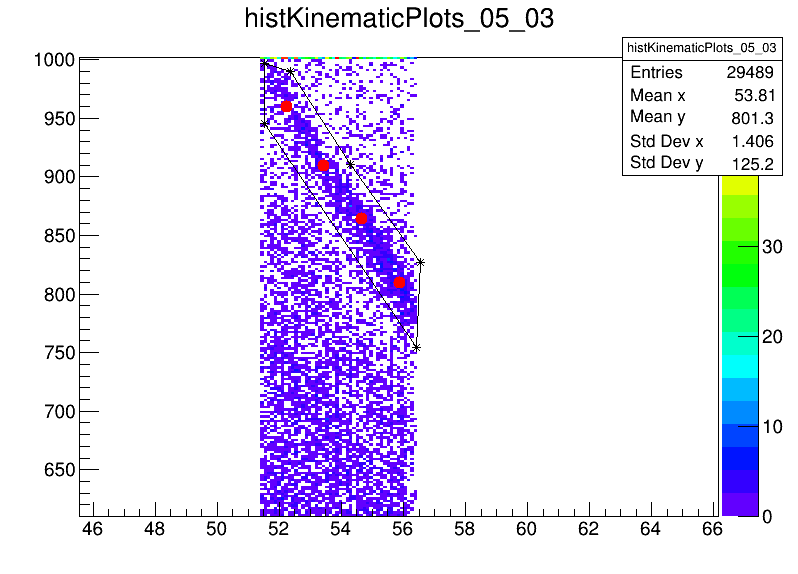 histKinematicPlots_05_03
histKinematicPlots_05_03
Entries 29489
Mean x 53.81
Mean y 801.3
Std Dev x 1.406
Std Dev y 125.2
1000
950
900
850
800
750
700
650
46 48 50 52 54 56 58 60 62 64 66
30
20
10
0